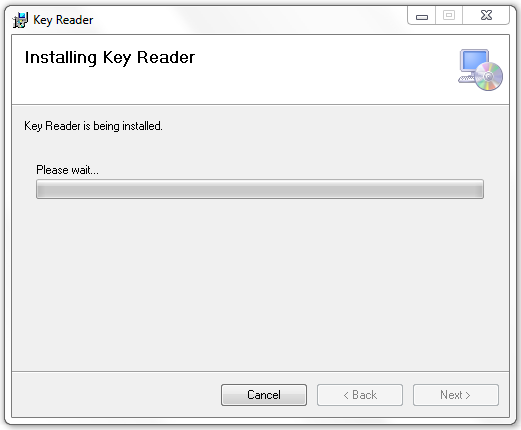 Key Reader
Installing Key Reader
Key Reader is being installed.
Please wait...
Cancel
< Back
Next >